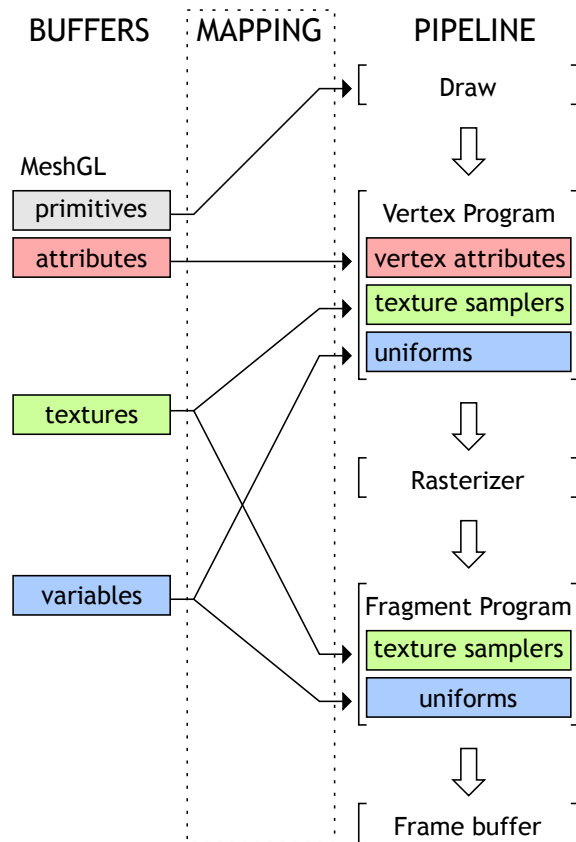 BUFFERS
MAPPING
PIPELINE
Draw
MeshGL
primitives
attributes
textures
variables
Vertex Program
vertex attributes
texture samplers
uniforms
Rasterizer
Fragment Program
texture samplers
uniforms
Frame buffer